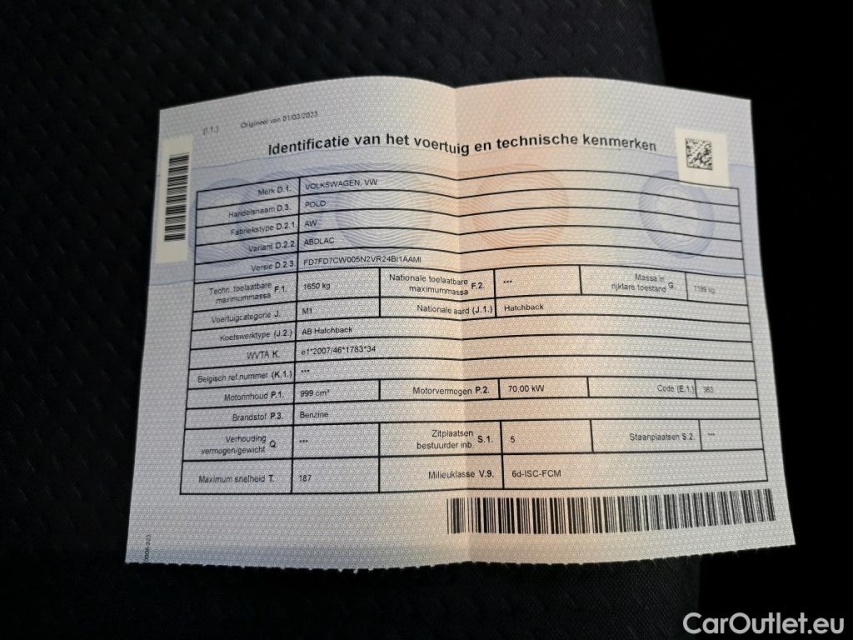 (I.1.) Origineel van 01/03/2023
Identificatie van het voertuig en technische kenmerken
Merk D.1. VOLKSWAGEN, VW
Handelsnaam D.3. POLO
Fabriekstype D.2.1 AW
Variant D.2.2 ABDLAC
Versie D.2.3 FD7FD7CW005N2VR24BI1AAMI
Techn. toelaatbare maximummassa F.1. 1650 kg Nationale toelaatbare maximummassa F.2. *** Massa in rijklare toestand G. kg
Voertuigcategorie J. M1 Nationale aard (J.1.) Hatchback
Koetswerktype (J.2.) AB Hatchback
WVTA K. e1*2007/46*1783*34
Belgisch ref.nummer (K.1.) ***
Motorinhoud P.1. 999 cm³ Motorvermogen P.2. 70,00 kW Code (E.1.)
Brandstof P.3. Benzine
Verhouding vermogen/gewicht Q. *** Zitplaatsen bestuurder inb. S.1. 5 Staanplaatsen S.2. ***
Maximum snelheid T. 187 Milieuklasse V.9. 6d-ISC-FCM
CarOutlet.eu